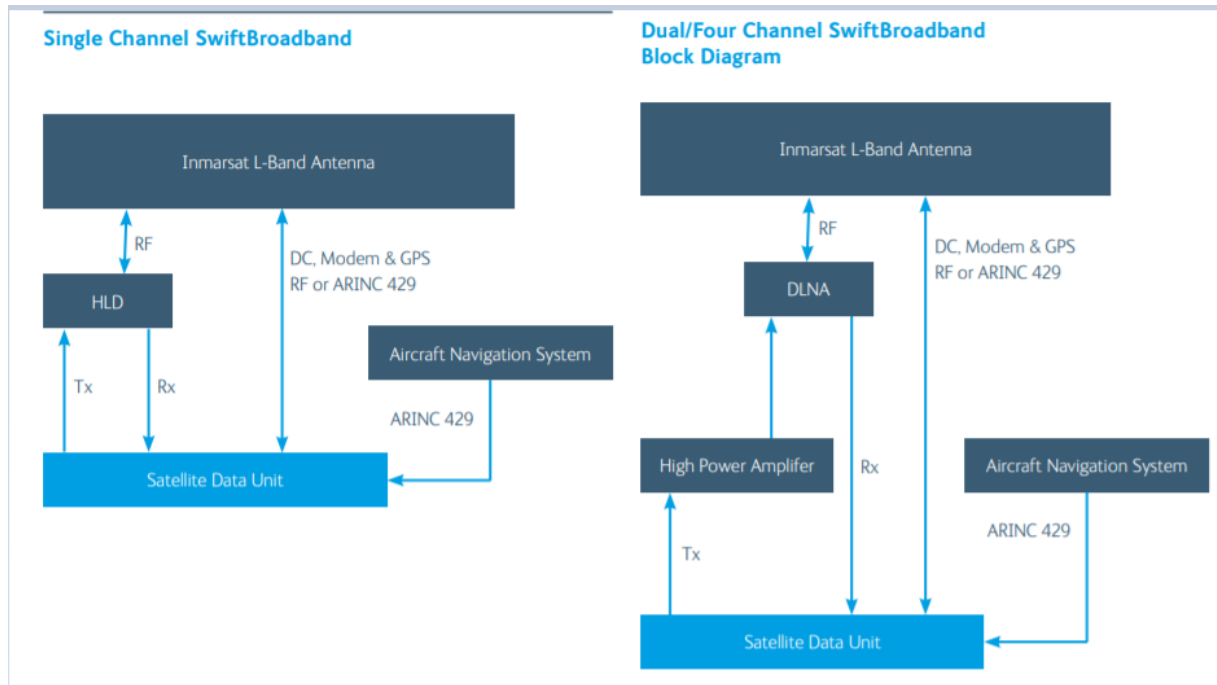 Single Channel SwiftBroadband
Inmarsat L-Band Antenna
RF
DC, Modem & GPS
RF or ARINC 429
HLD
Aircraft Navigation System
Tx
Rx
ARINC 429
Satellite Data Unit
Dual/Four Channel SwiftBroadband
Block Diagram
Inmarsat L-Band Antenna
RF
DC, Modem & GPS
RF or ARINC 429
DLNA
High Power Amplifer
Rx
Aircraft Navigation System
ARINC 429
Tx
Satellite Data Unit